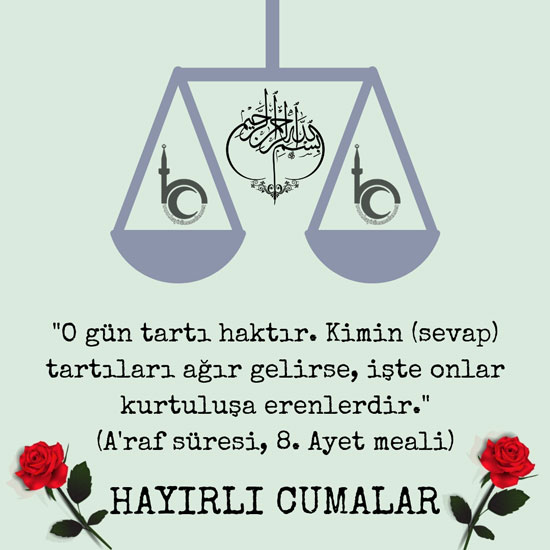 بسم الله الرحمن الرحيم
"O gün tartı haktır. Kimin (sevap)
tartıları ağır gelirse, işte onlar
kurtuluşa erenlerdir."
(A'raf süresi, 8. Ayet meali)
HAYIRLI CUMALAR